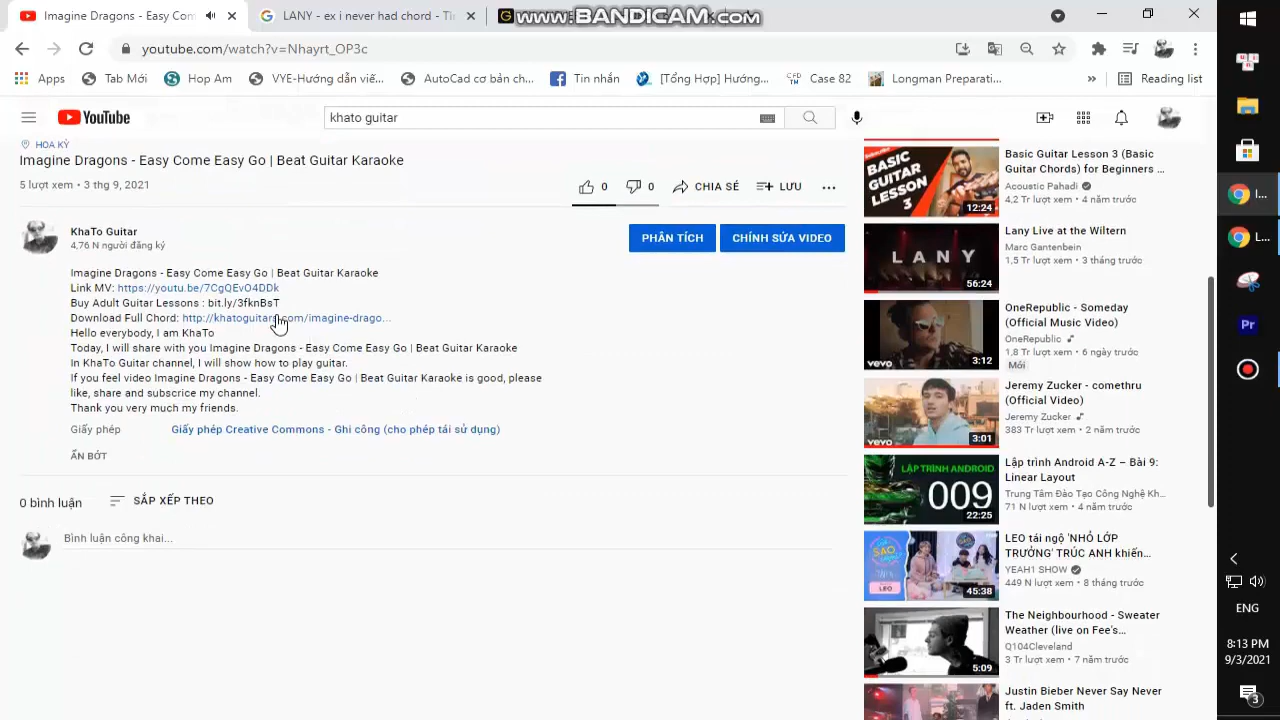 Imagine Dragons - Easy Com
LANY - ex i never had chord - Ti
www.BANDICAM.com
youtube.com/watch?v=Nhayrt_OP3c
Apps
Tab Mới
Hop Am
VYE-Hướng dẫn viế...
AutoCad cơ bản ch...
Tin nhắn
[Tổng Hợp] Hướng...
Case 82
Longman Preparati...
»
Reading list
YouTube
khato guitar
HOA KỲ
Imagine Dragons - Easy Come Easy Go | Beat Guitar Karaoke
5 lượt xem • 3 thg 9, 2021
0
0
CHIA SẺ
LƯU
KhaTo Guitar
4,76 N người đăng ký
PHÂN TÍCH
CHỈNH SỬA VIDEO
Imagine Dragons - Easy Come Easy Go | Beat Guitar Karaoke
Link MV: https://youtu.be/7CgQEvO4DDk
Buy Adult Guitar Lessons : bit.ly/3fknBsT
Download Full Chord: http://khatoguitar.com/imagine-drago...
Hello everybody, I am KhaTo
Today, I will share with you Imagine Dragons - Easy Come Easy Go | Beat Guitar Karaoke
In KhaTo Guitar channel, I will show how to play guitar.
If you feel video Imagine Dragons - Easy Come Easy Go | Beat Guitar Karaoke is good, please
like, share and subscrice my channel.
Thank you very much my friends.
Giấy phép
Giấy phép Creative Commons - Ghi công (cho phép tái sử dụng)
ẨN BỚT
0 bình luận
SẮP XẾP THEO
Bình luận công khai...
BASIC
GUITAR
LESSON
3
12:24
Basic Guitar Lesson 3 (Basic
Guitar Chords) for Beginners ...
Acoustic Pahadi
4,2 Tr lượt xem • 4 năm trước
LANY
56:24
Lany Live at the Wiltern
Marc Gantenbein
1,5 Tr lượt xem • 3 tháng trước
vevo
3:12
OneRepublic - Someday
(Official Music Video)
OneRepublic
1,8 Tr lượt xem • 6 ngày trước
Mới
vevo
3:01
Jeremy Zucker - comethru
(Official Video)
Jeremy Zucker
383 Tr lượt xem • 2 năm trước
LẬP TRÌNH ANDROID
009
22:25
Lập trình Android A-Z – Bài 9:
Linear Layout
Trung Tâm Đào Tạo Công Nghệ Kh...
71 N lượt xem • 4 năm trước
SAO
LEO
45:38
LEO tái ngộ 'NHỎ LỚP
TRƯỞNG' TRÚC ANH khiến...
YEAH1 SHOW
449 N lượt xem • 8 tháng trước
5:09
The Neighbourhood - Sweater
Weather (live on Fee's...
Q104Cleveland
3 Tr lượt xem • 7 năm trước
Justin Bieber Never Say Never
ft. Jaden Smith
I...
L...
Pr
ENG
8:13 PM
9/3/2021
3